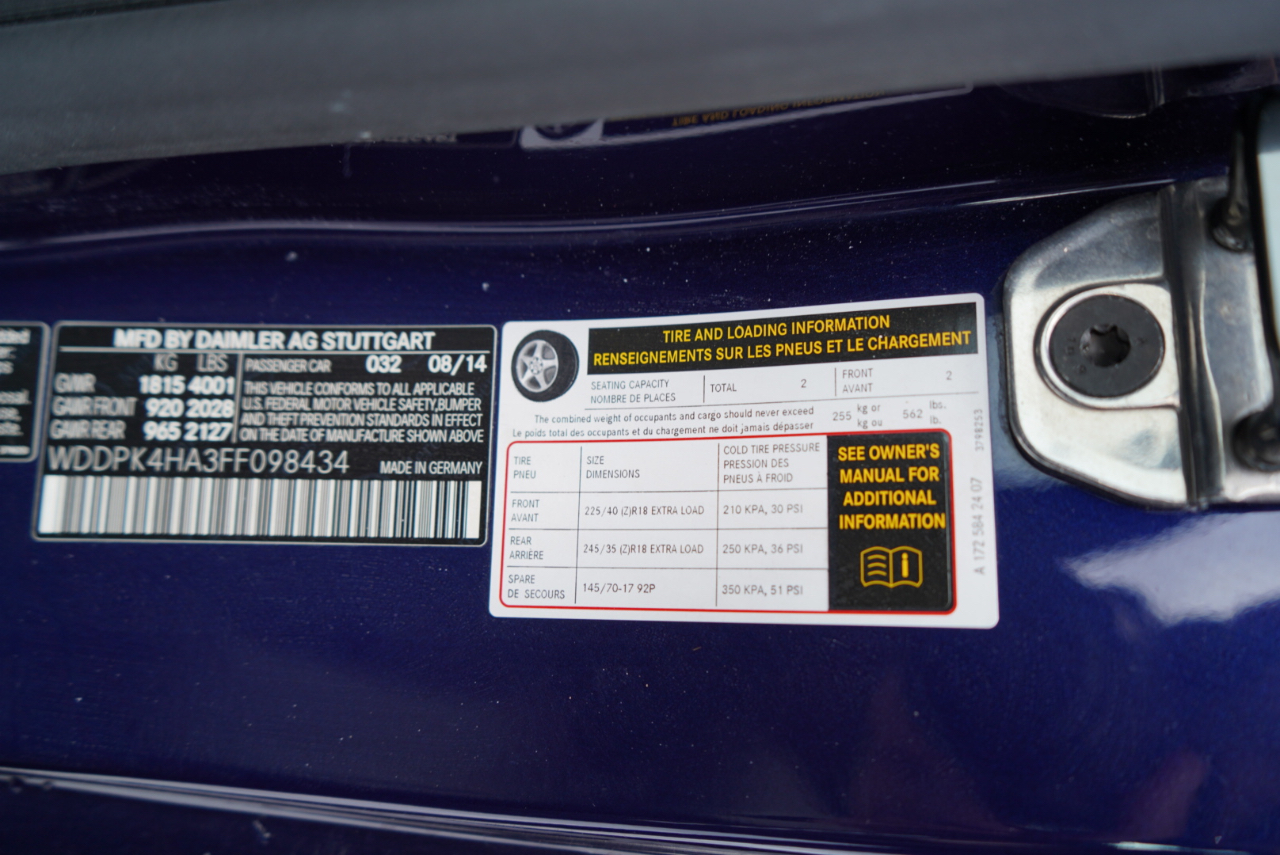 MFD BY DAIMLER AG STUTTGART
KG LBS
GVWR 1815 4001
GAWR FRONT 920 2028
GAWR REAR 965 2127
PASSENGER CAR 032 08/14
THIS VEHICLE CONFORMS TO ALL APPLICABLE
U.S. FEDERAL MOTOR VEHICLE SAFETY, BUMPER
AND THEFT PREVENTION STANDARDS IN EFFECT
ON THE DATE OF MANUFACTURE SHOWN ABOVE
WDDPK4HA3FF098434 MADE IN GERMANY
TIRE AND LOADING INFORMATION
RENSEIGNEMENTS SUR LES PNEUS ET LE CHARGEMENT
SEATING CAPACITY
NOMBRE DE PLACES
TOTAL 2
FRONT
AVANT
2
The combined weight of occupants and cargo should never exceed
Le poids total des occupants et du chargement ne doit jamais dépasser
255 kg or 562 lbs.
kg ou lb.
TIRE
PNEU
SIZE
DIMENSIONS
COLD TIRE PRESSURE
PRESSION DES
PNEUS À FROID
FRONT
AVANT
225/40 (Z)R18 EXTRA LOAD
210 KPA, 30 PSI
REAR
ARRIÈRE
245/35 (Z)R18 EXTRA LOAD
250 KPA, 36 PSI
SPARE
DE SECOURS
145/70-17 92P
350 KPA, 51 PSI
SEE OWNER'S
MANUAL FOR
ADDITIONAL
INFORMATION
A 172 584 24 07
3798253